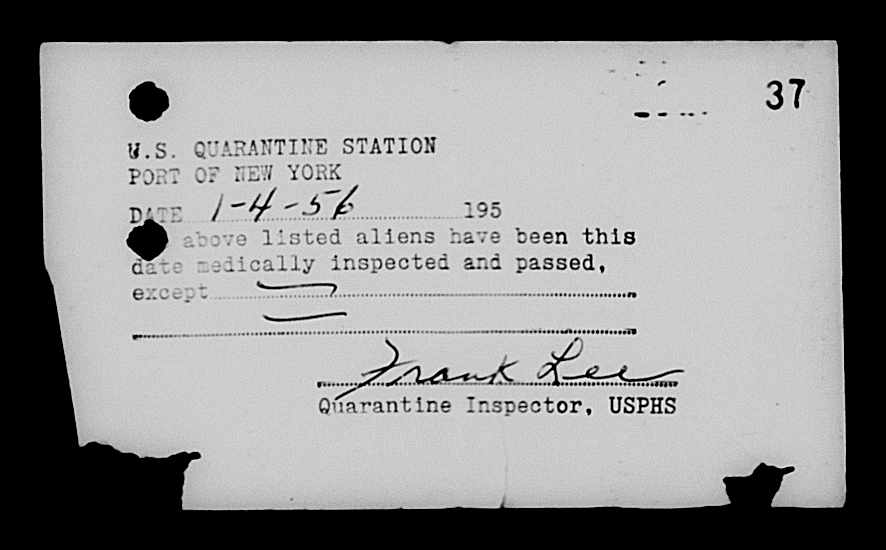 37
U.S. QUARANTINE STATION
PORT OF NEW YORK
DATE 1-4-56 195
above listed aliens have been this
date medically inspected and passed,
except
Frank Lee
Quarantine Inspector, USPHS